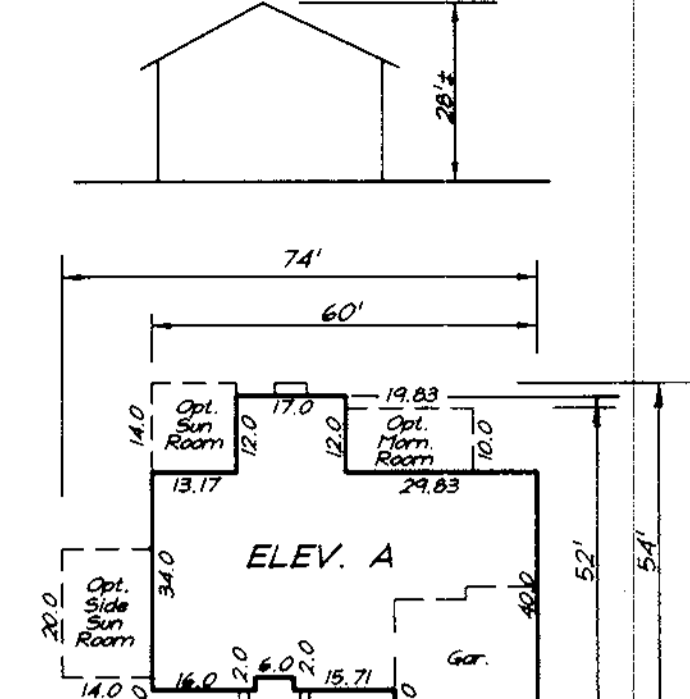 28'±
74'
60'
14.0
Opt.
Sun
Room
12.0
17.0
12.0
19.83
Opt.
Morn.
Room
10.0
13.17
29.83
ELEV. A
34.0
40.0
52'
54'
20.0
Opt.
Side
Sun
Room
Gar.
14.0
16.0
2.0
6.0
2.0
15.71